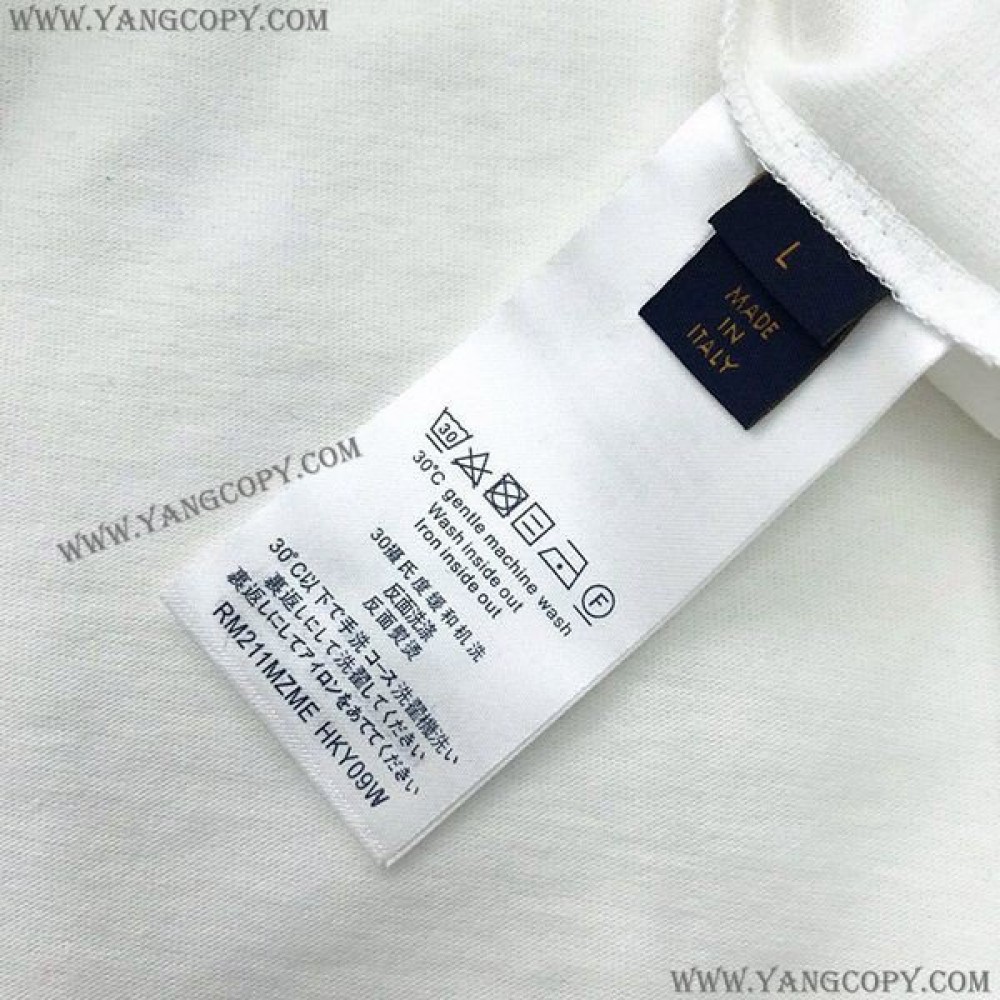 WWW.YANGCOPY.COM
L
MADE
IN
ITALY
30
30°C gentle machine wash
Wash inside out
Iron inside out
F
30攝氏度缓和机洗
反面洗涤
反面熨烫
30°C以下で手洗コース洗濯機洗い
裏返しにして洗濯してください
裏返しにしてアイロンをあててください
RM211MZME HKY09W
WWW.YANGCOPY.COM
WWW.YANGCOPY.COM